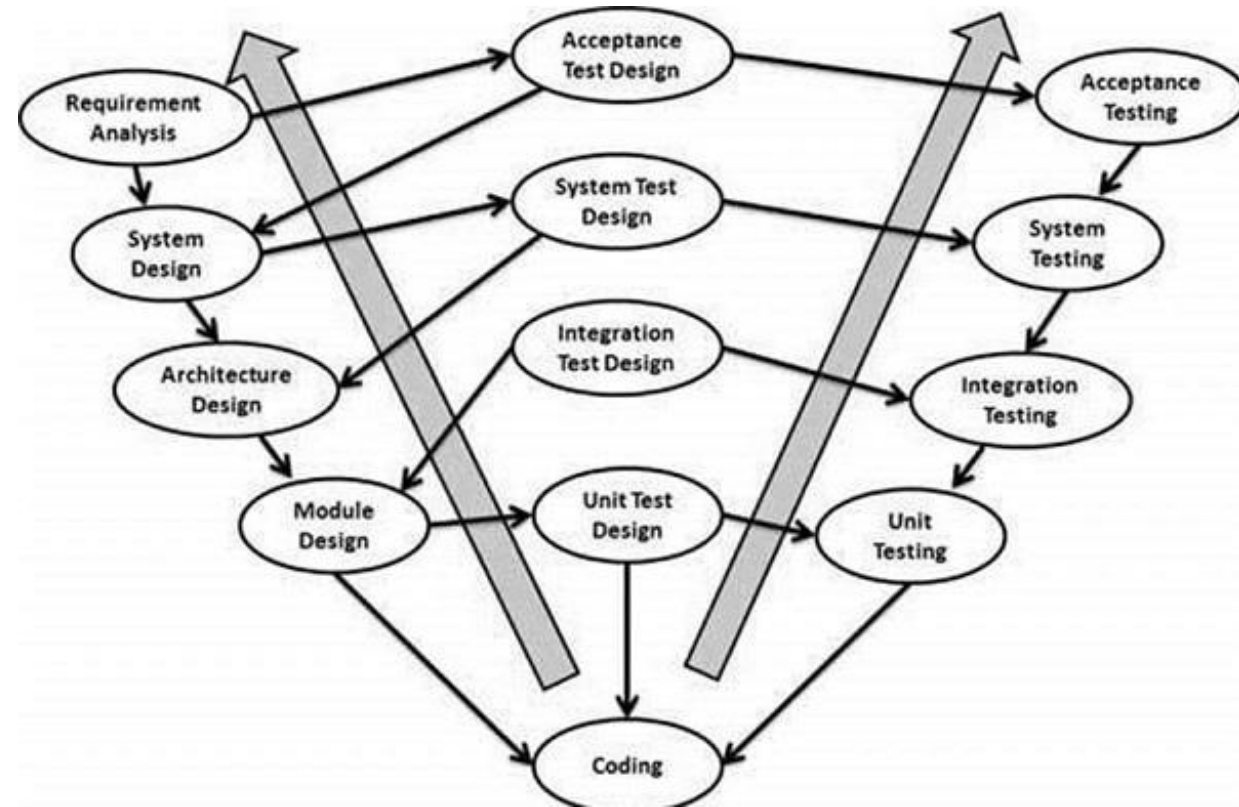 Acceptance
Test Design
Requirement
Analysis
Acceptance
Testing
System Test
Design
System
Design
System
Testing
Integration
Test Design
Architecture
Design
Integration
Testing
Module
Design
Unit Test
Design
Unit
Testing
Coding